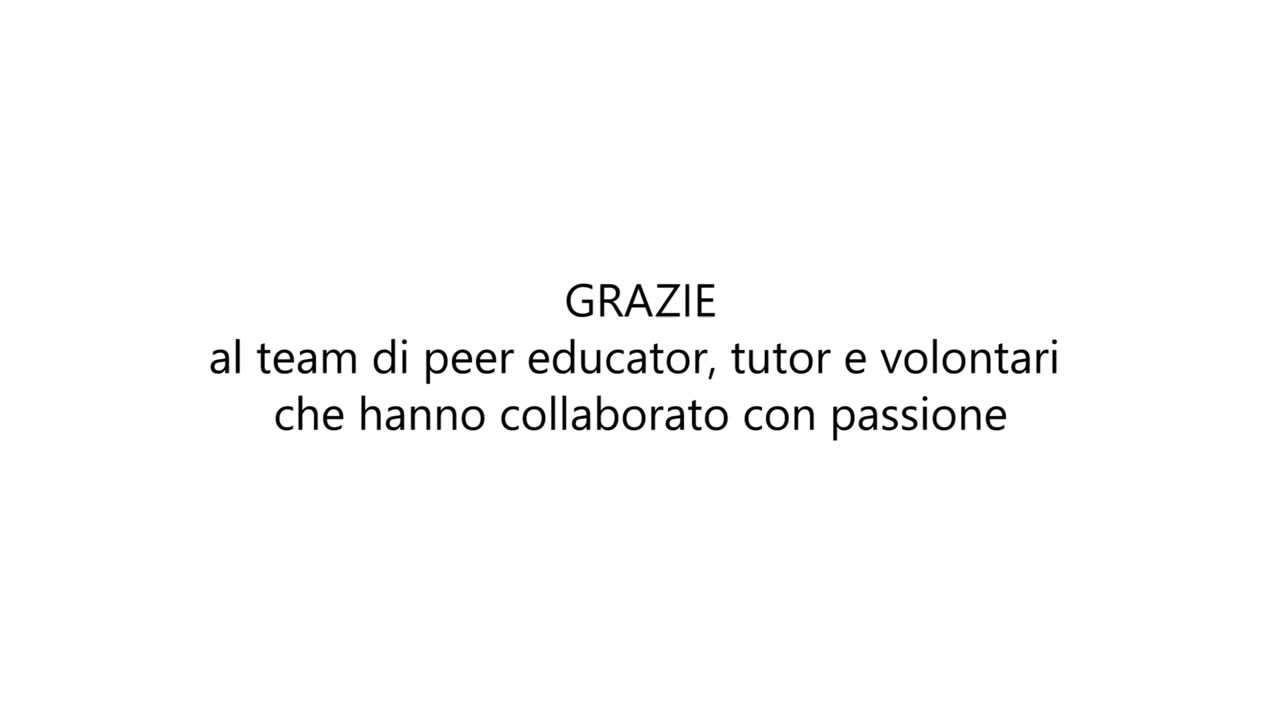 GRAZIE
al team di peer educator, tutor e volontari
che hanno collaborato con passione